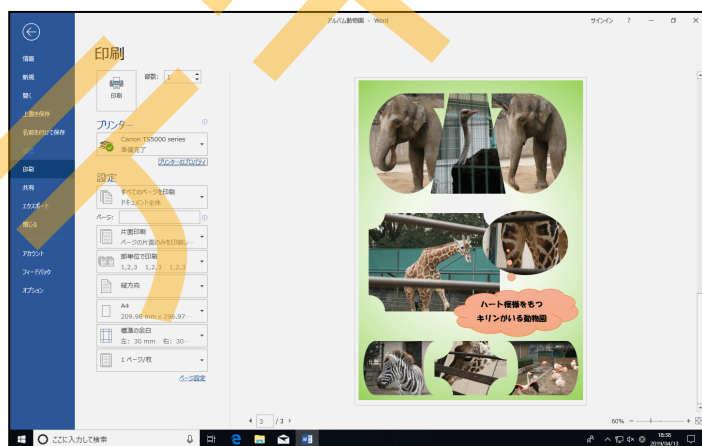 アルバム動物園 - Word
サインイン ? － ロ ×
情報
新規
開く
上書き保存
名前を付けて保存
印刷
共有
エクスポート
閉じる
アカウント
フィードバック
オプション
印刷
部数: 1
印刷
プリンター
Canon TS5000 series
準備完了
プリンターのプロパティ
設定
すべてのページを印刷
ドキュメント全体
ページ:
片面印刷
ページの片面のみを印刷し…
部単位で印刷
1,2,3 1,2,3 1,2,3
縦方向
A4
209.98 mm x 296.97…
標準の余白
左: 30 mm 右: 30…
1 ページ/枚
ページ設定
ハート模様をもつ
キリンがいる動物園
3 / 3
60%
ここに入力して検索
18:38
2019/04/13